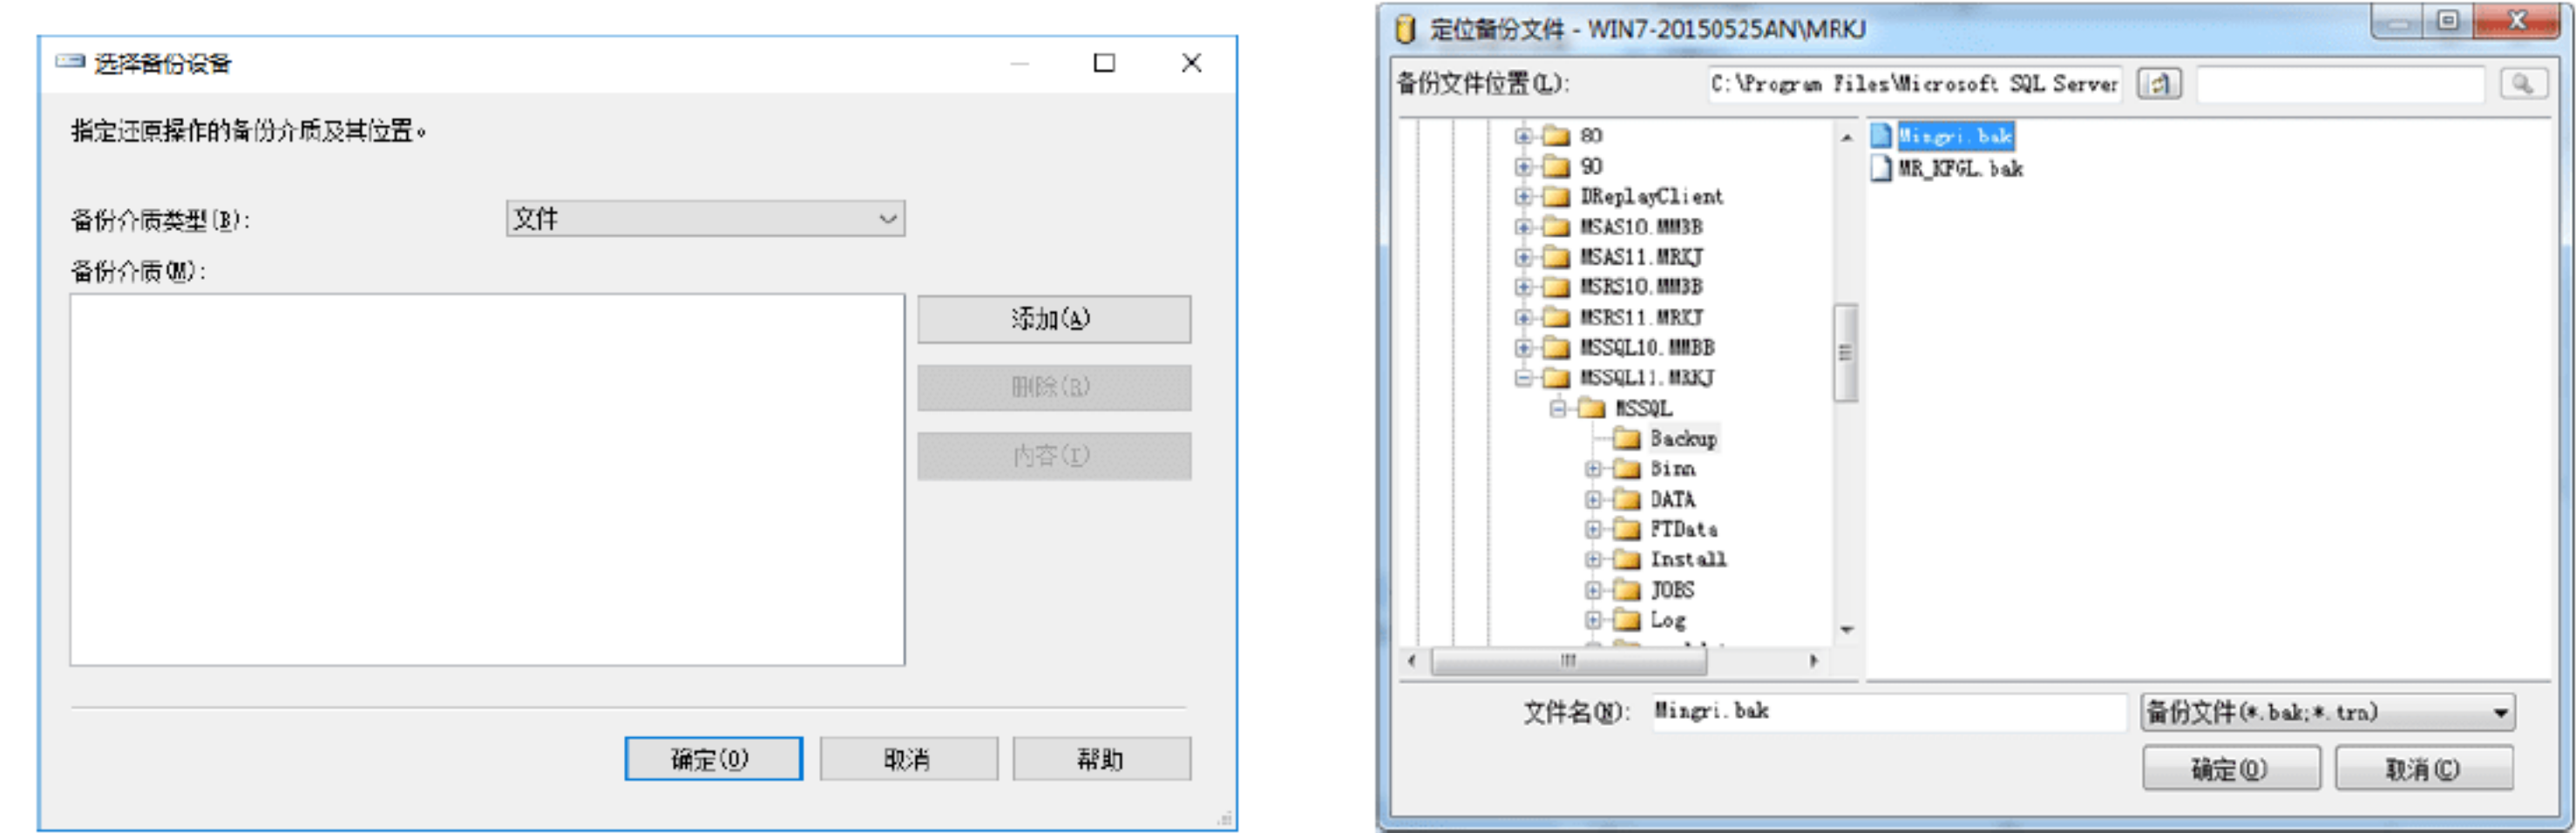 选择备份设备
指定还原操作的备份介质及其位置。
备份介质类型(B):
文件
备份介质(M):
添加(A)
删除(R)
内容(I)
确定(O)
取消
帮助
定位备份文件 - WIN7-20150525AN\MRKJ
备份文件位置(L):
C:\Program Files\Microsoft SQL Server
80
90
DReplayClient
MSAS10.MMBB
MSAS11.MRKJ
MSRS10.MMBB
MSRS11.MRKJ
MSSQL10.MMBB
MSSQL11.MRKJ
MSSQL
Backup
Binn
DATA
FTData
Install
JOBS
Log
Mingri.bak
MR_KFGL.bak
文件名(N):
Mingri.bak
备份文件(*.bak;*.trn)
确定(O)
取消(C)